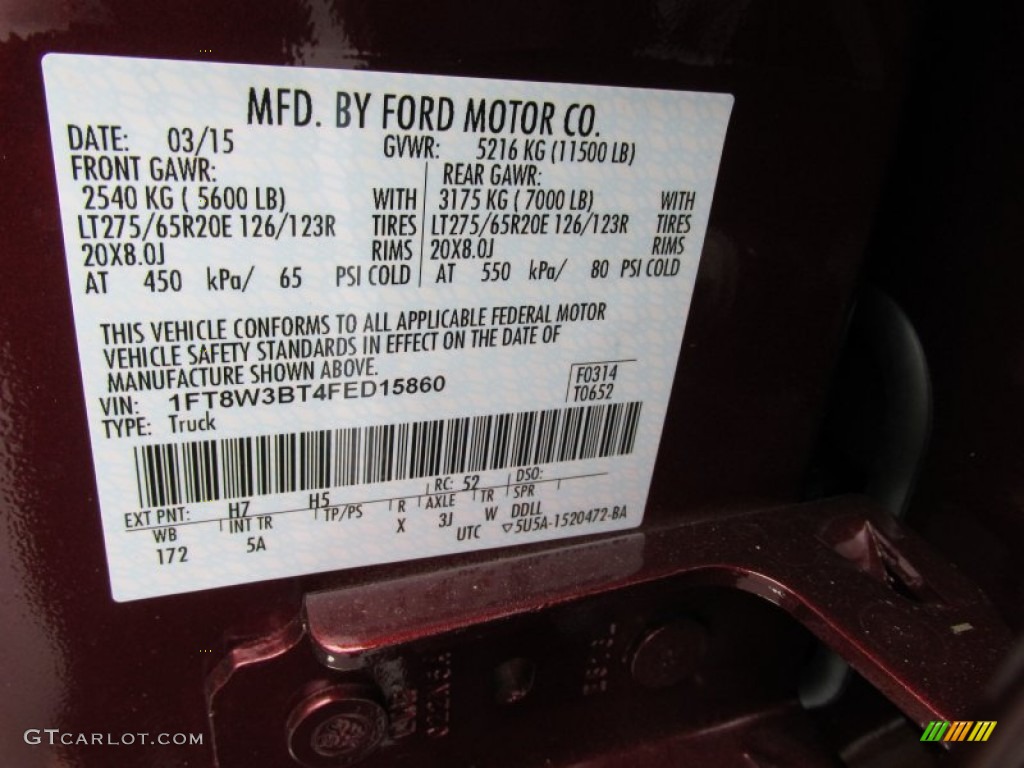 MFD. BY FORD MOTOR CO.
DATE: 03/15 GVWR: 5216 KG (11500 LB)
FRONT GAWR: REAR GAWR:
2540 KG ( 5600 LB) WITH 3175 KG ( 7000 LB) WITH
LT275/65R20E 126/123R TIRES LT275/65R20E 126/123R TIRES
20X8.0J RIMS 20X8.0J RIMS
AT 450 kPa/ 65 PSI COLD AT 550 kPa/ 80 PSI COLD
THIS VEHICLE CONFORMS TO ALL APPLICABLE FEDERAL MOTOR
VEHICLE SAFETY STANDARDS IN EFFECT ON THE DATE OF
MANUFACTURE SHOWN ABOVE.
VIN: 1FT8W3BT4FED15860
F0314
T0652
TYPE: Truck
EXT PNT: H7 H5 RC: 52 DSO:
WB INT TR TP/PS R AXLE TR SPR
172 5A X 3J W DDLL
UTC ▽5U5A-1520472-BA
GTCARLOT.COM